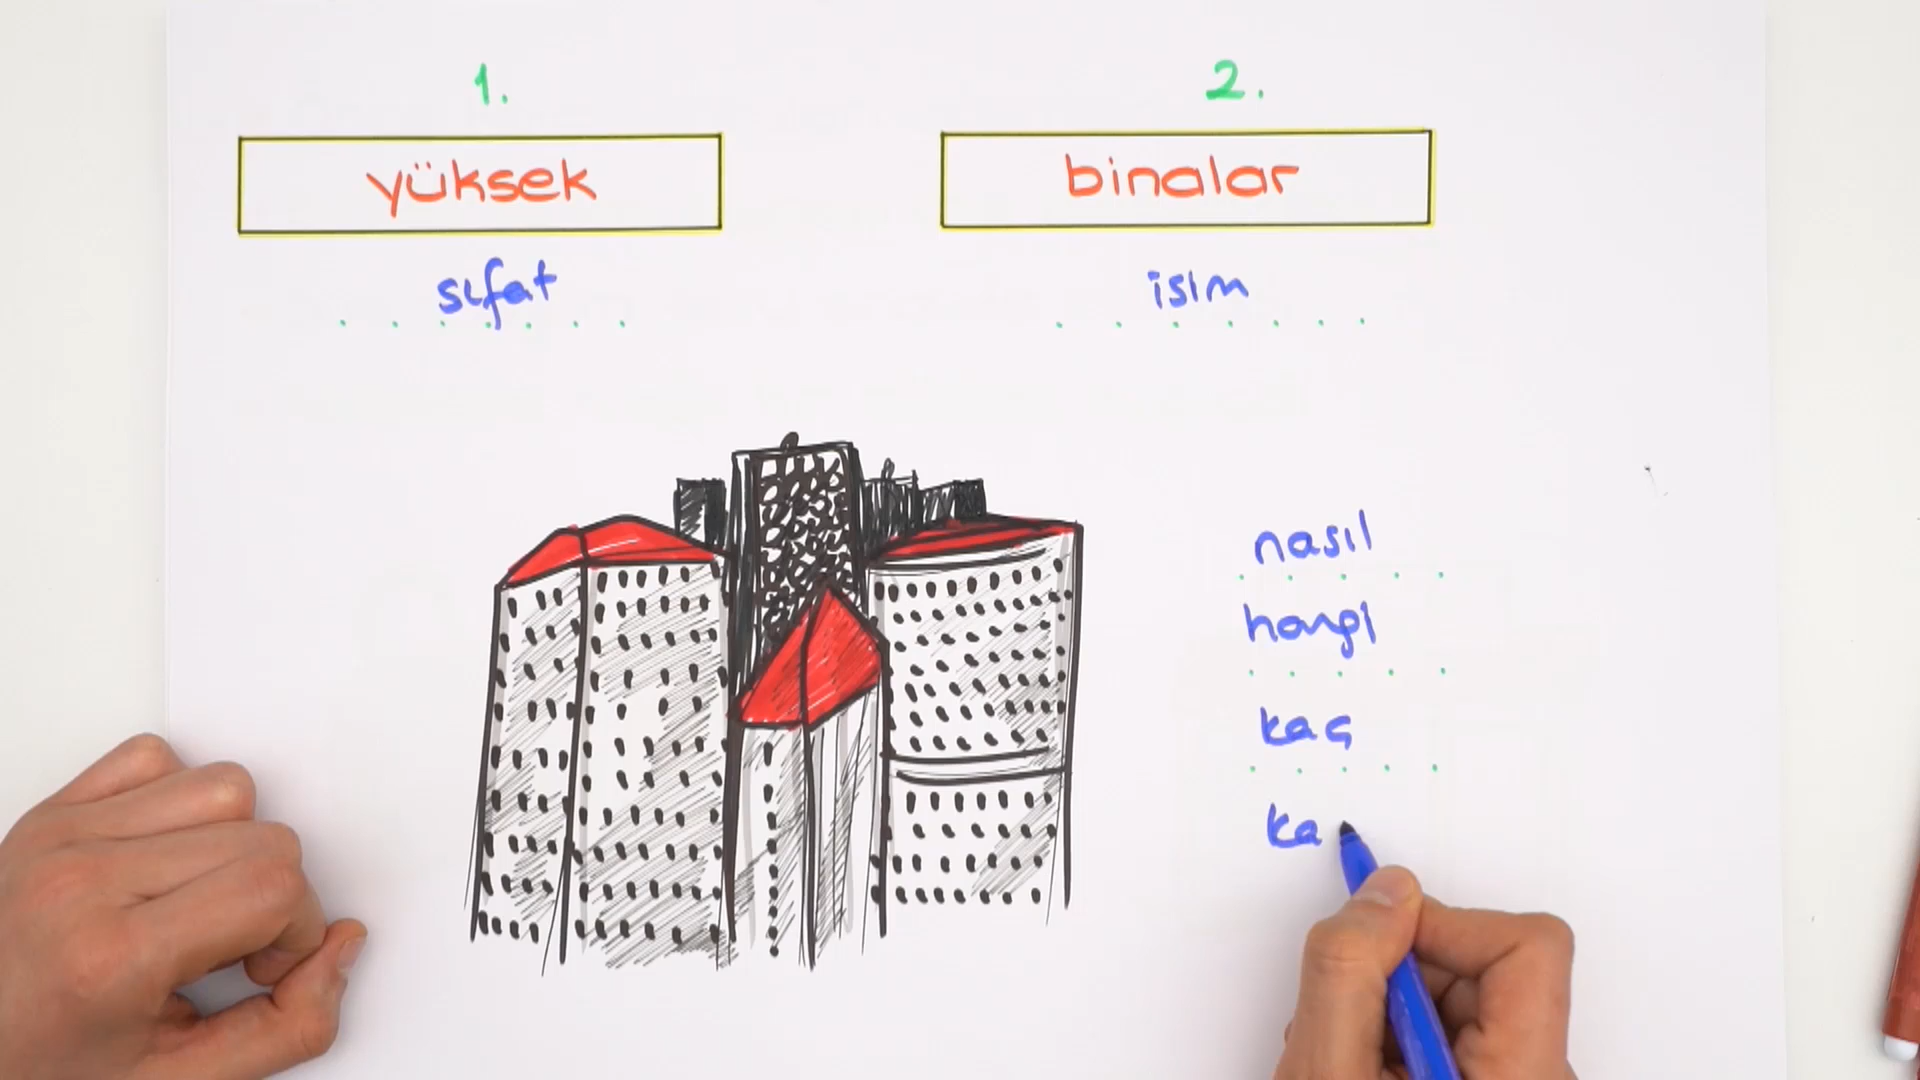 1.
2.
yüksek
binalar
sıfat
isim
nasıl
hangi
kaç
ka